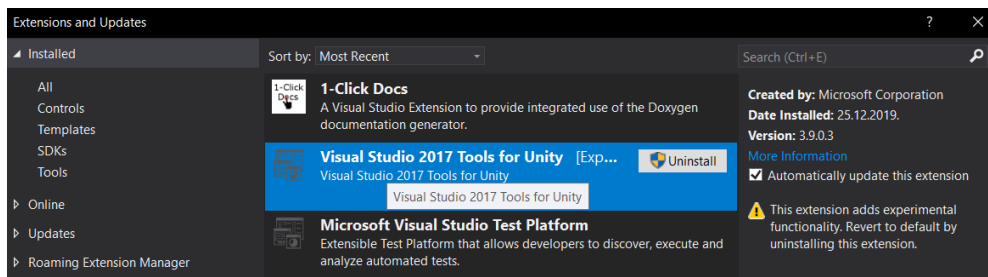 Extensions and Updates
? ×
Installed
Sort by: Most Recent
Search (Ctrl+E)
All
Controls
Templates
SDKs
Tools
Online
Updates
Roaming Extension Manager
1-Click
Docs
1-Click Docs
A Visual Studio Extension to provide integrated use of the Doxygen
documentation generator.
Visual Studio 2017 Tools for Unity [Exp...
Uninstall
Visual Studio 2017 Tools for Unity
Visual Studio 2017 Tools for Unity
Microsoft Visual Studio Test Platform
Extensible Test Platform that allows developers to discover, execute and
analyze automated tests.
Created by: Microsoft Corporation
Date Installed: 25.12.2019.
Version: 3.9.0.3
More Information
Automatically update this extension
This extension adds experimental
functionality. Revert to default by
uninstalling this extension.